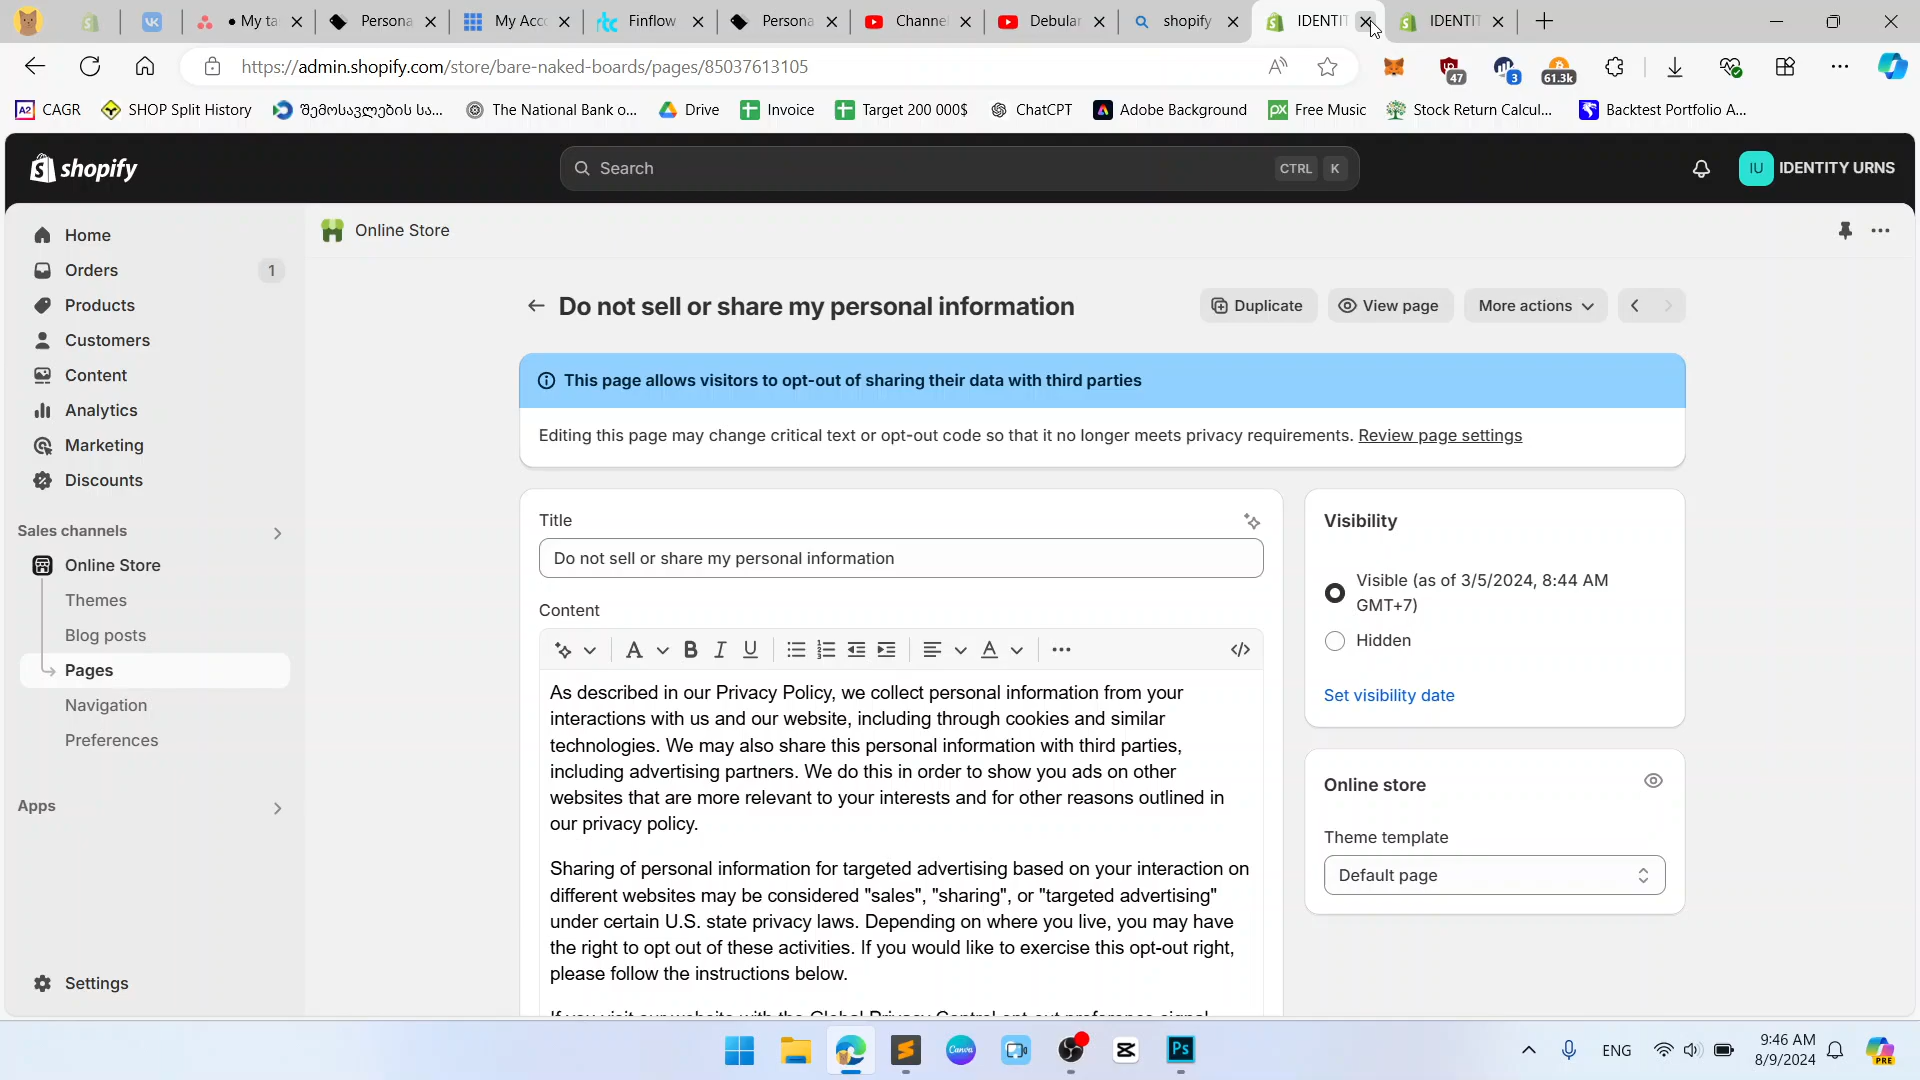 • My ta
Persona
My Acc
Finflow
Persona
Channe
Debular
shopify
IDENTIT
IDENTIT
https://admin.shopify.com/store/bare-naked-boards/pages/85037613105
47
3
61.3k
CAGR
SHOP Split History
შემოსავლების სა...
The National Bank o...
Drive
Invoice
Target 200 000$
ChatCPT
Adobe Background
Free Music
Stock Return Calcul...
Backtest Portfolio A...
shopify
Search
CTRL K
IU
IDENTITY URNS
Home
Orders
1
Products
Customers
Content
Analytics
Marketing
Discounts
Sales channels
Online Store
Themes
Blog posts
Pages
Navigation
Preferences
Apps
Settings
Online Store
Do not sell or share my personal information
Duplicate
View page
More actions
This page allows visitors to opt-out of sharing their data with third parties
Editing this page may change critical text or opt-out code so that it no longer meets privacy requirements. Review page settings
Title
Do not sell or share my personal information
Content
As described in our Privacy Policy, we collect personal information from your
interactions with us and our website, including through cookies and similar
technologies. We may also share this personal information with third parties,
including advertising partners. We do this in order to show you ads on other
websites that are more relevant to your interests and for other reasons outlined in
our privacy policy.
Sharing of personal information for targeted advertising based on your interaction on
different websites may be considered "sales", "sharing", or "targeted advertising"
under certain U.S. state privacy laws. Depending on where you live, you may have
the right to opt out of these activities. If you would like to exercise this opt-out right,
please follow the instructions below.
If you visit our website with the Global Privacy Control opt-out preference signal
Visibility
Visible (as of 3/5/2024, 8:44 AM
GMT+7)
Hidden
Set visibility date
Online store
Theme template
Default page
Canva
Ps
ENG
9:46 AM
8/9/2024
PRE